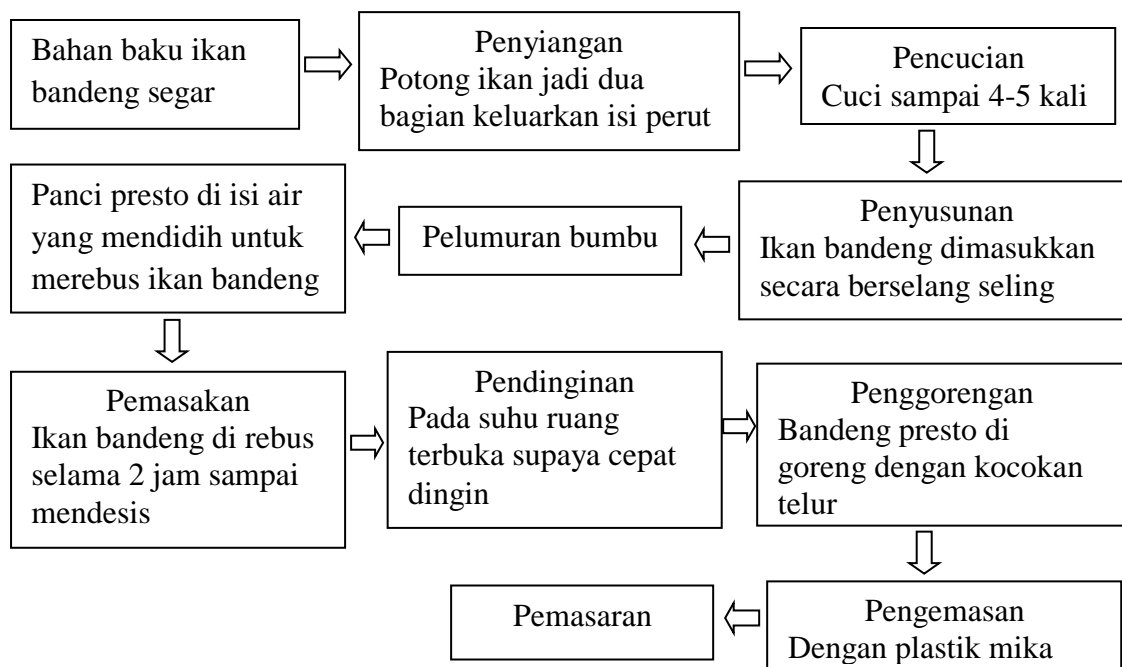 Bahan baku ikan
bandeng segar
Penyiangan
Potong ikan jadi dua
bagian keluarkan isi perut
Pencucian
Cuci sampai 4-5 kali
Penyusunan
Ikan bandeng dimasukkan
secara berselang seling
Pelumuran bumbu
Panci presto di isi air
yang mendidih untuk
merebus ikan bandeng
Pemasakan
Ikan bandeng di rebus
selama 2 jam sampai
mendesis
Pendinginan
Pada suhu ruang
terbuka supaya cepat
dingin
Penggorengan
Bandeng presto di
goreng dengan kocokan
telur
Pengemasan
Dengan plastik mika
Pemasaran